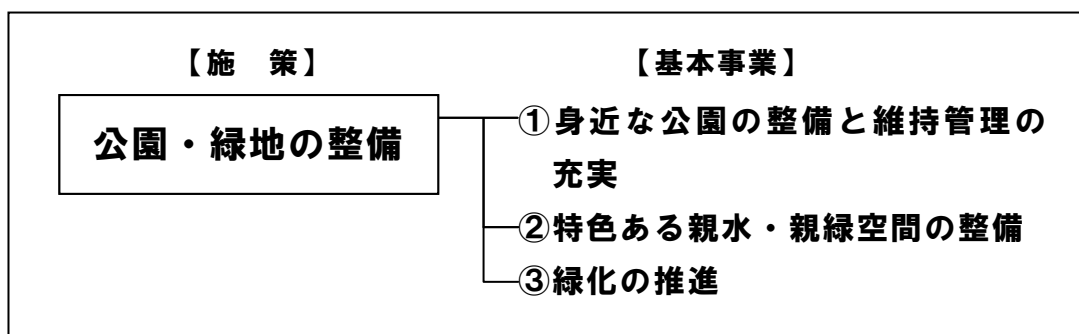 【施　策】
【基本事業】
公園・緑地の整備
①身近な公園の整備と維持管理の
充実
②特色ある親水・親緑空間の整備
③緑化の推進